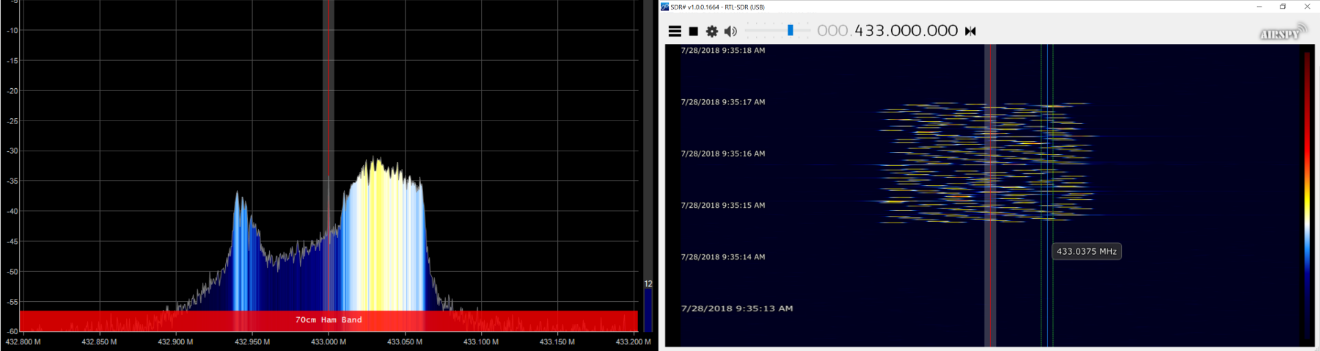 -5
-10
-15
-20
-25
-30
-35
-40
-45
-50
-55
-60
12
70cm Ham Band
432.800 M 432.850 M 432.900 M 432.950 M 433.000 M 433.050 M 433.100 M 433.150 M 433.200 M
SDR# v1.0.0.1664 - RTL-SDR (USB)
000.433.000.000
AIRSPY
7/28/2018 9:35:18 AM
7/28/2018 9:35:17 AM
7/28/2018 9:35:16 AM
7/28/2018 9:35:15 AM
433.0375 MHz
7/28/2018 9:35:14 AM
7/28/2018 9:35:13 AM